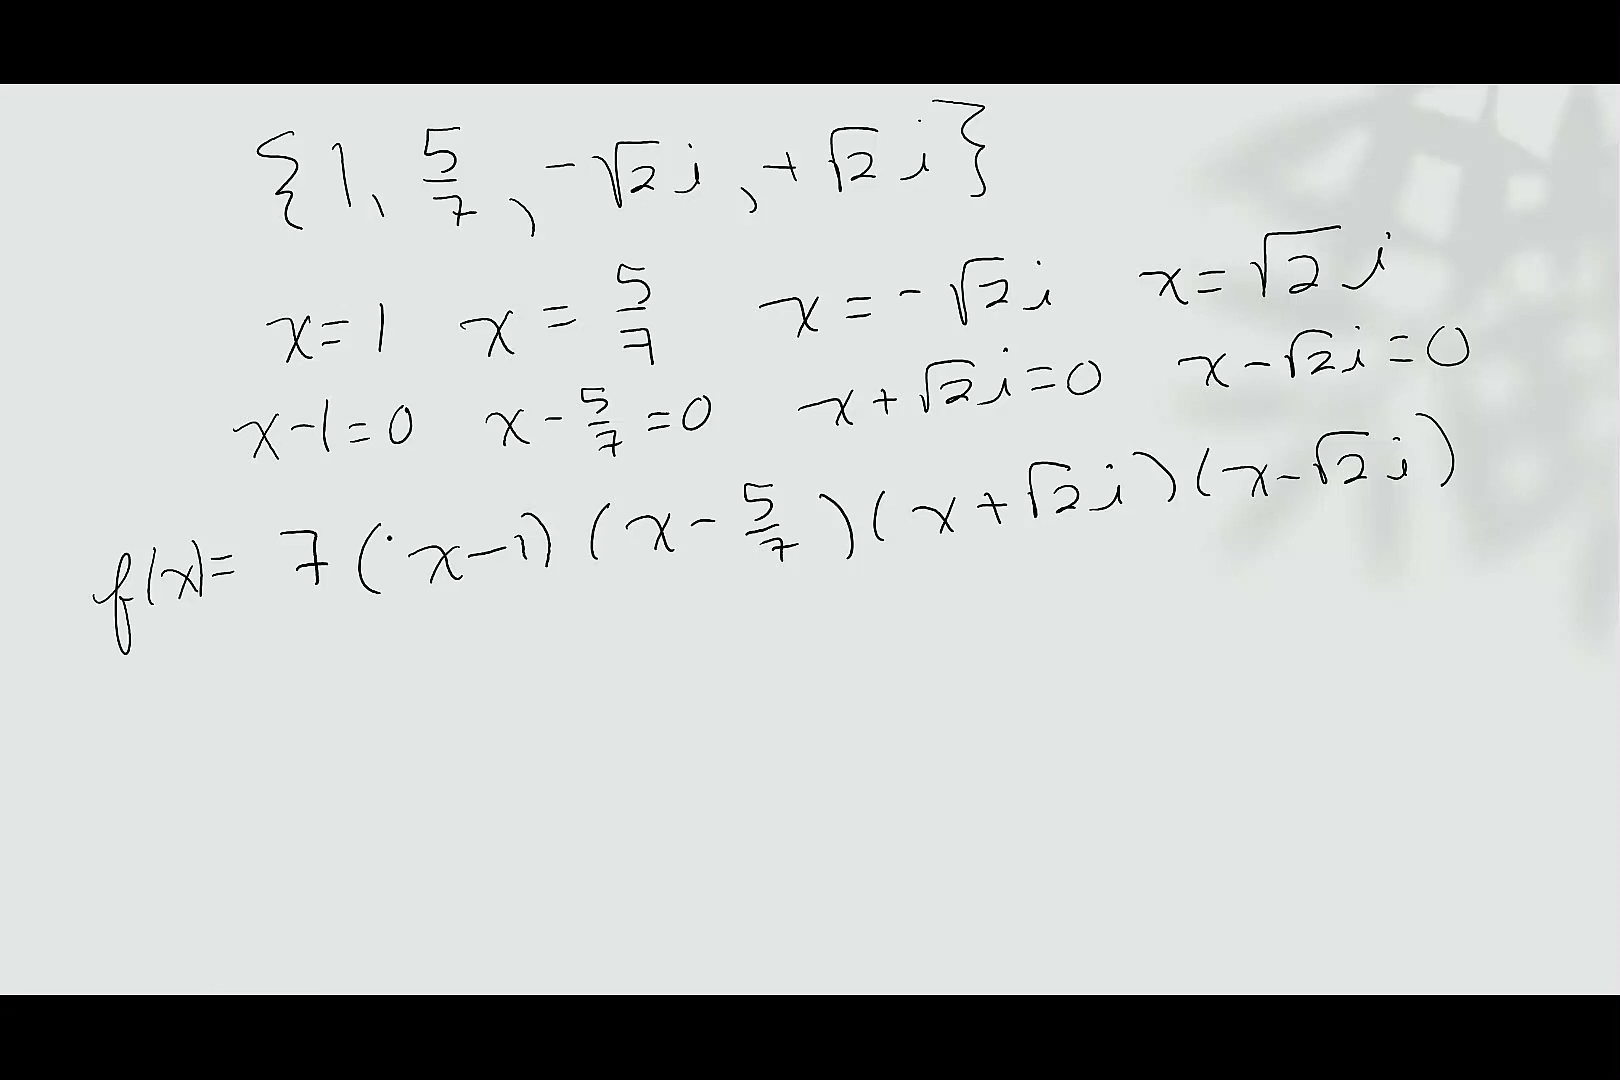 {1, 5/7, -√2 i, +√2 i}
x=1 x = 5/7 x = -√2 i x = √2 i
x-1=0 x - 5/7 =0 x+√2 i=0 x-√2 i=0
f(x)= 7(x-1)(x - 5/7)(x+√2 i)(x-√2 i)